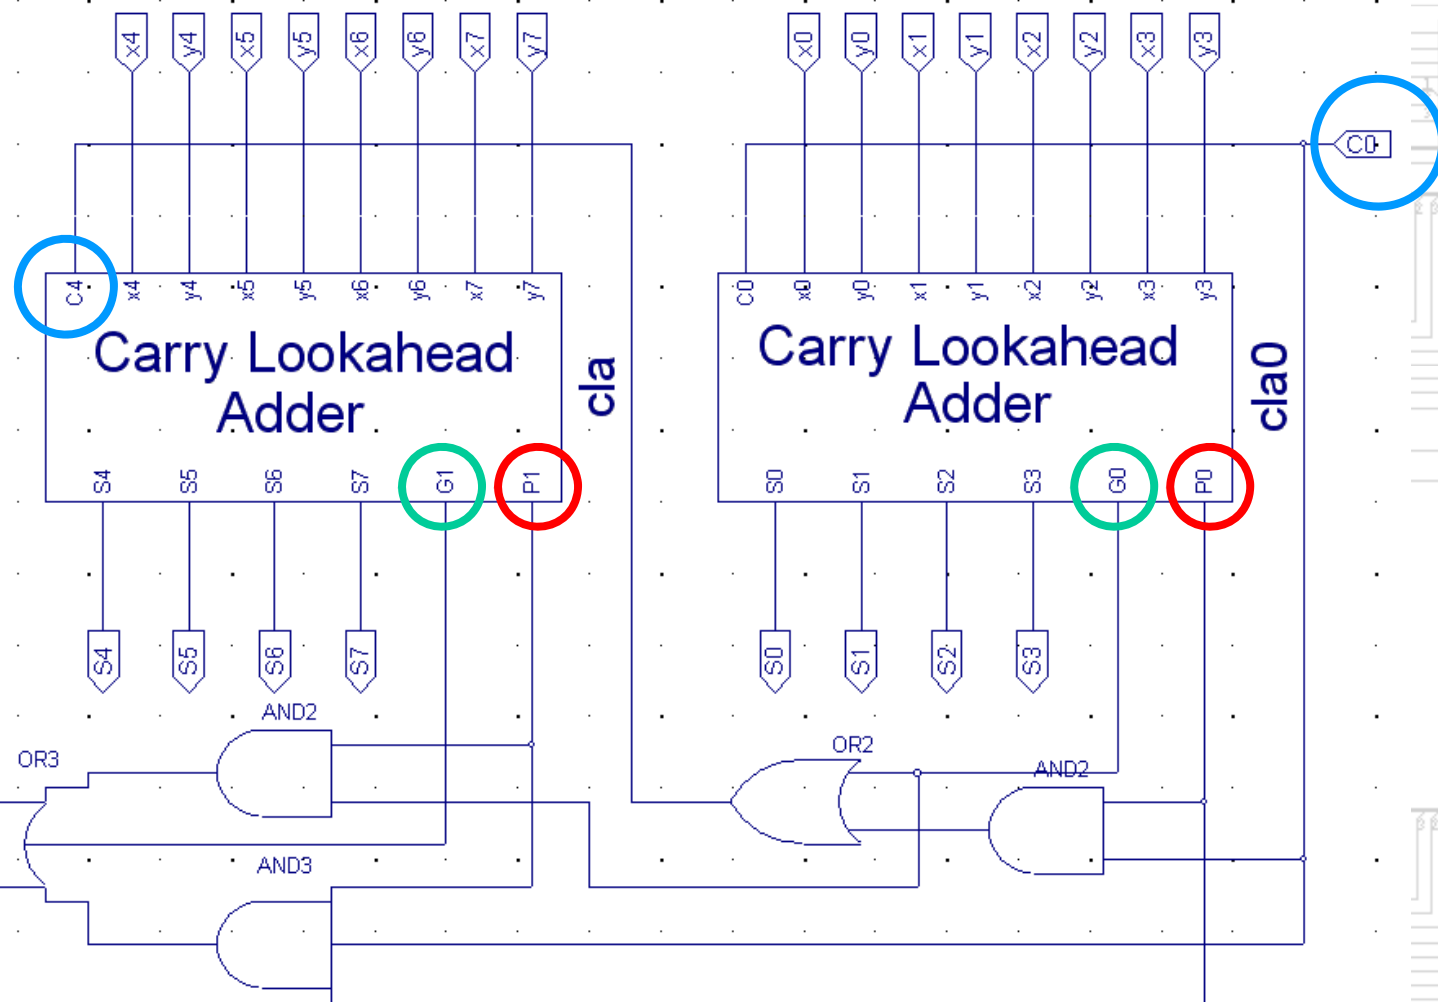 x4 y4 x5 y5 x6 y6 x7 y7 x0 y0 x1 y1 x2 y2 x3 y3
C0
C4 x4 y4 x5 y5 x6 y6 x7 y7 C0 x0 y0 x1 y1 x2 y2 x3 y3
Carry Lookahead
Adder
cla
Carry Lookahead
Adder
cla0
S4 S5 S6 S7 G1 P1 S0 S1 S2 S3 G0 P0
S4 S5 S6 S7 S0 S1 S2 S3
AND2
OR3
OR2
AND2
AND3